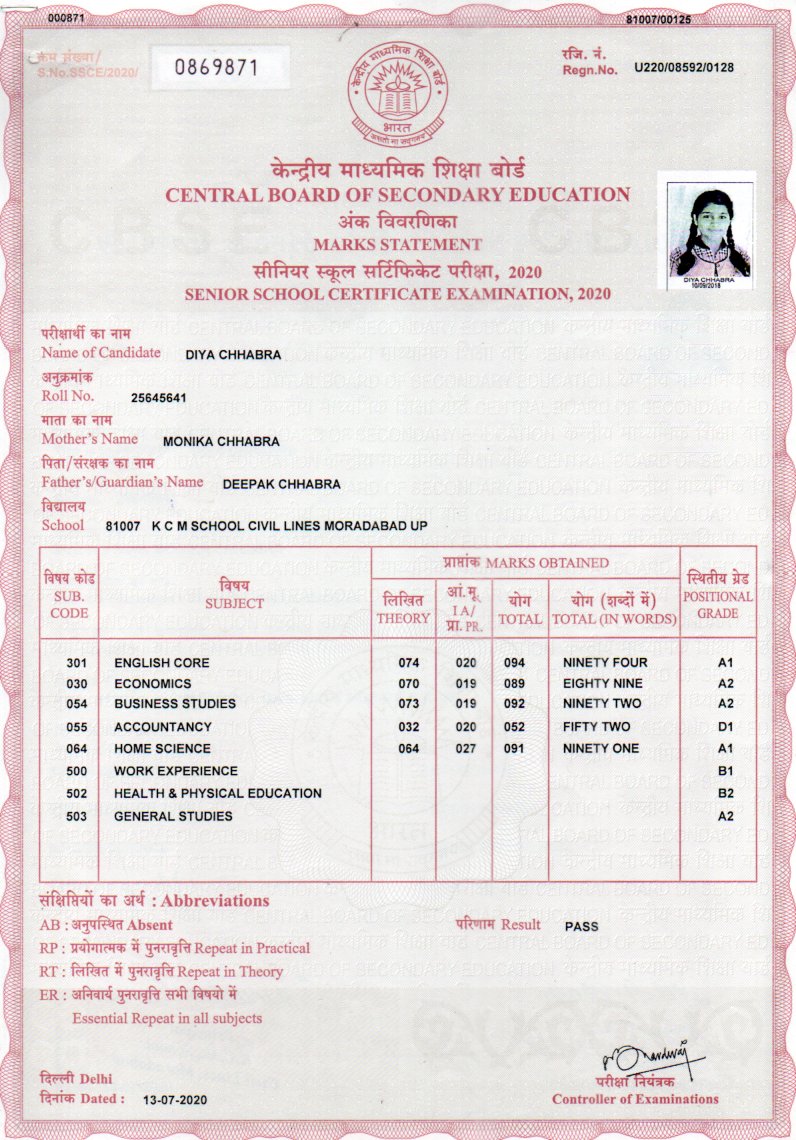 000871
81007/00125
क्रम संख्या/
S.No.SSCE/2020/
0869871
रजि. नं.
Regn.No. U220/08592/0128
केन्द्रीय माध्यमिक शिक्षा बोर्ड
भारत
असतो मा सद्गमय
केन्द्रीय माध्यमिक शिक्षा बोर्ड
CENTRAL BOARD OF SECONDARY EDUCATION
अंक विवरणिका
MARKS STATEMENT
सीनियर स्कूल सर्टिफिकेट परीक्षा, 2020
SENIOR SCHOOL CERTIFICATE EXAMINATION, 2020
DIYA CHHABRA
10/09/2018
परीक्षार्थी का नाम
Name of Candidate DIYA CHHABRA
अनुक्रमांक
Roll No. 25645641
माता का नाम
Mother's Name MONIKA CHHABRA
पिता/संरक्षक का नाम
Father's/Guardian's Name DEEPAK CHHABRA
विद्यालय
School 81007 K C M SCHOOL CIVIL LINES MORADABAD UP
विषय कोड
SUB.
CODE
विषय
SUBJECT
प्राप्तांक MARKS OBTAINED
लिखित
THEORY
आं.मू.
I A/
प्रा. PR.
योग
TOTAL
योग (शब्दों में)
TOTAL (IN WORDS)
स्थितीय ग्रेड
POSITIONAL
GRADE
301 ENGLISH CORE 074 020 094 NINETY FOUR A1
030 ECONOMICS 070 019 089 EIGHTY NINE A2
054 BUSINESS STUDIES 073 019 092 NINETY TWO A2
055 ACCOUNTANCY 032 020 052 FIFTY TWO D1
064 HOME SCIENCE 064 027 091 NINETY ONE A1
500 WORK EXPERIENCE B1
502 HEALTH & PHYSICAL EDUCATION B2
503 GENERAL STUDIES A2
संक्षिप्तियों का अर्थ : Abbreviations
AB : अनुपस्थित Absent
परिणाम Result PASS
RP : प्रयोगात्मक में पुनरावृत्ति Repeat in Practical
RT : लिखित में पुनरावृत्ति Repeat in Theory
ER : अनिवार्य पुनरावृत्ति सभी विषयो में
Essential Repeat in all subjects
दिल्ली Delhi
दिनांक Dated : 13-07-2020
परीक्षा नियंत्रक
Controller of Examinations